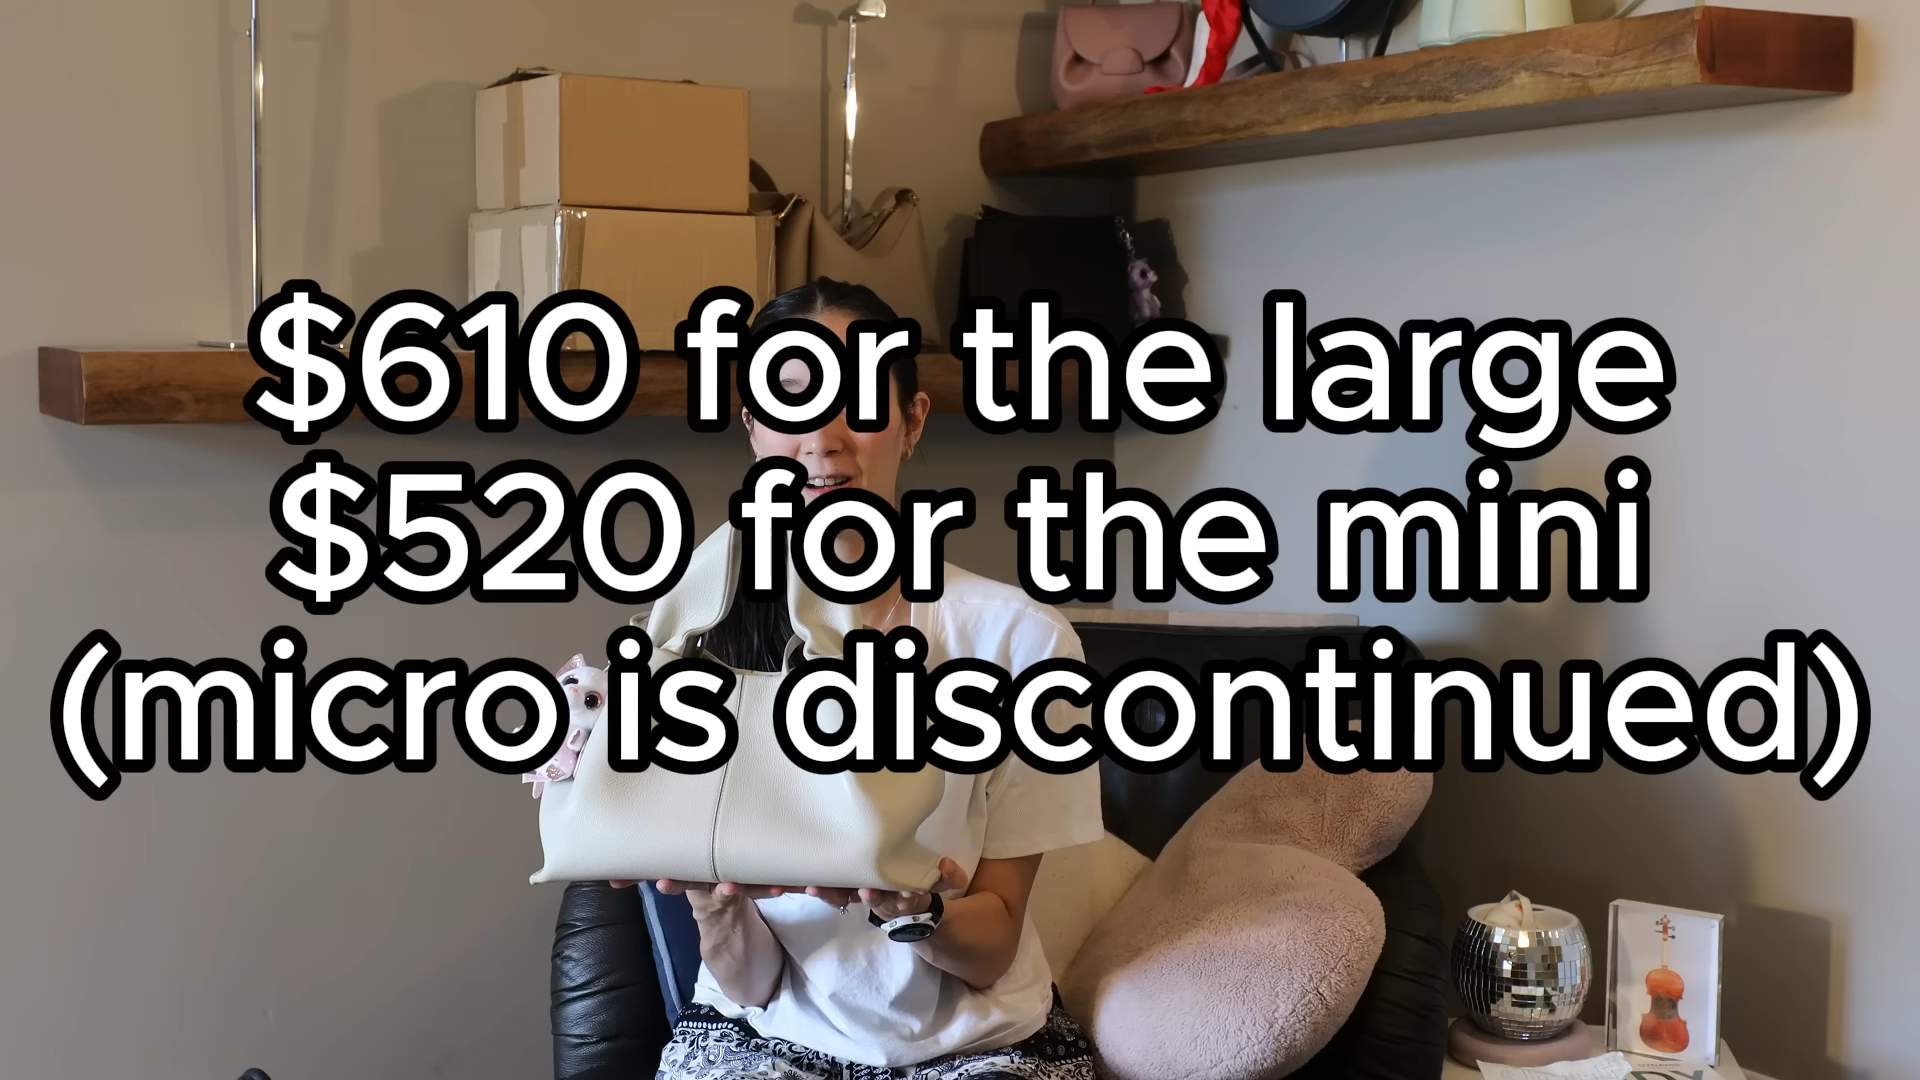 $610 for the large
$520 for the mini
(micro is discontinued)